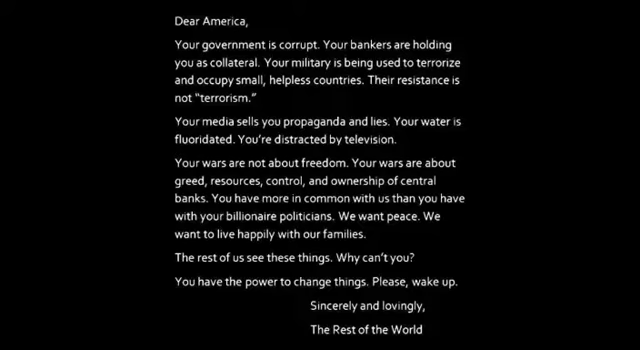 Dear America,
Your government is corrupt. Your bankers are holding
you as collateral. Your military is being used to terrorize
and occupy small, helpless countries. Their resistance is
not “terrorism.”
Your media sells you propaganda and lies. Your water is
fluoridated. You’re distracted by television.
Your wars are not about freedom. Your wars are about
greed, resources, control, and ownership of central
banks. You have more in common with us than you have
with your billionaire politicians. We want peace. We
want to live happily with our families.
The rest of us see these things. Why can’t you?
You have the power to change things. Please, wake up.
Sincerely and lovingly,
The Rest of the World